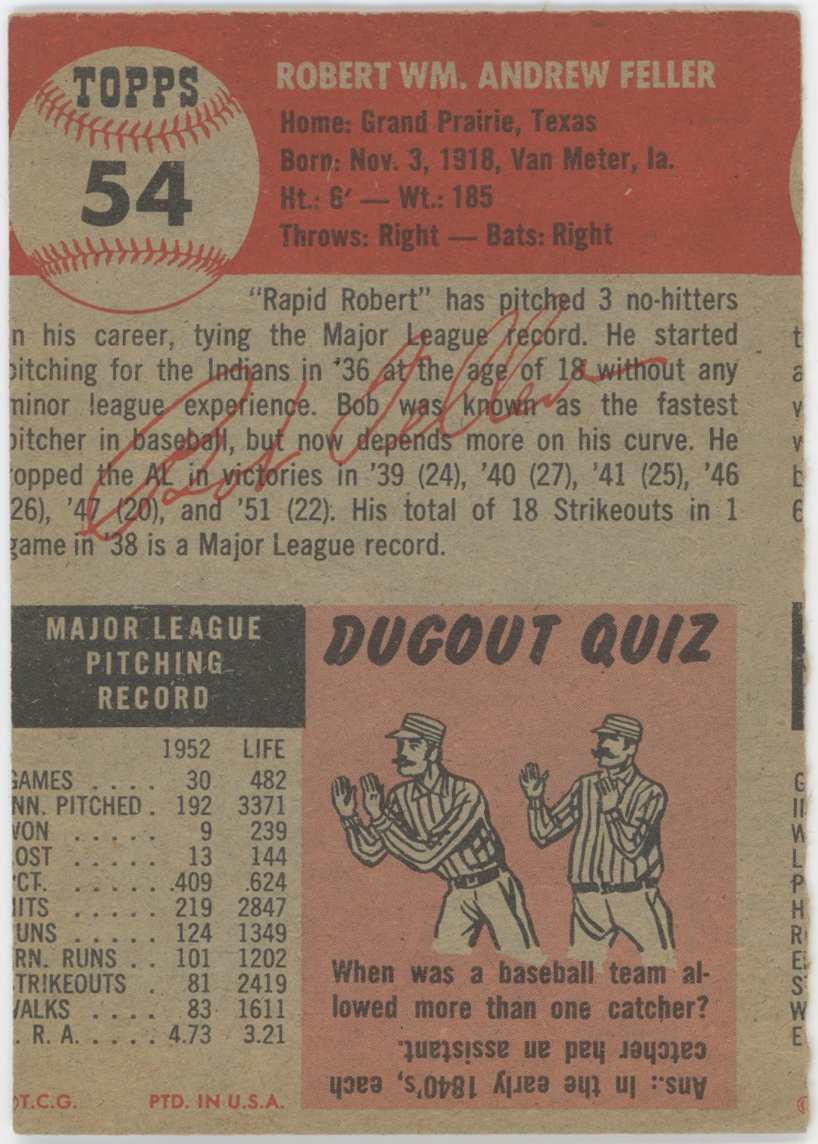 TOPPS
54
ROBERT WM. ANDREW FELLER
Home: Grand Prairie, Texas
Born: Nov. 3, 1918, Van Meter, Ia.
Ht.: 6' — Wt.: 185
Throws: Right — Bats: Right
"Rapid Robert" has pitched 3 no-hitters
n his career, tying the Major League record. He started
pitching for the Indians in '36 at the age of 18 without any
minor league experience. Bob was known as the fastest
pitcher in baseball, but now depends more on his curve. He
opped the AL in victories in '39 (24), '40 (27), '41 (25), '46
26), '47 (20), and '51 (22). His total of 18 Strikeouts in 1
game in '38 is a Major League record.
Bob Feller
MAJOR LEAGUE
PITCHING
RECORD
1952 LIFE
GAMES . . . . 30 482
NN. PITCHED . 192 3371
WON . . . . . 9 239
OST . . . . . 13 144
PCT. . . . . . .409 .624
HITS . . . . . 219 2847
UNS . . . . . 124 1349
RN. RUNS . . 101 1202
TRIKEOUTS . 81 2419
WALKS . . . . 83 1611
. R. A. . . . . . 4.73 3.21
©T.C.G. PTD. IN U.S.A.
DUGOUT QUIZ
When was a baseball team al-
lowed more than one catcher?
Ans.: In the early 1840's, each
catcher had an assistant.